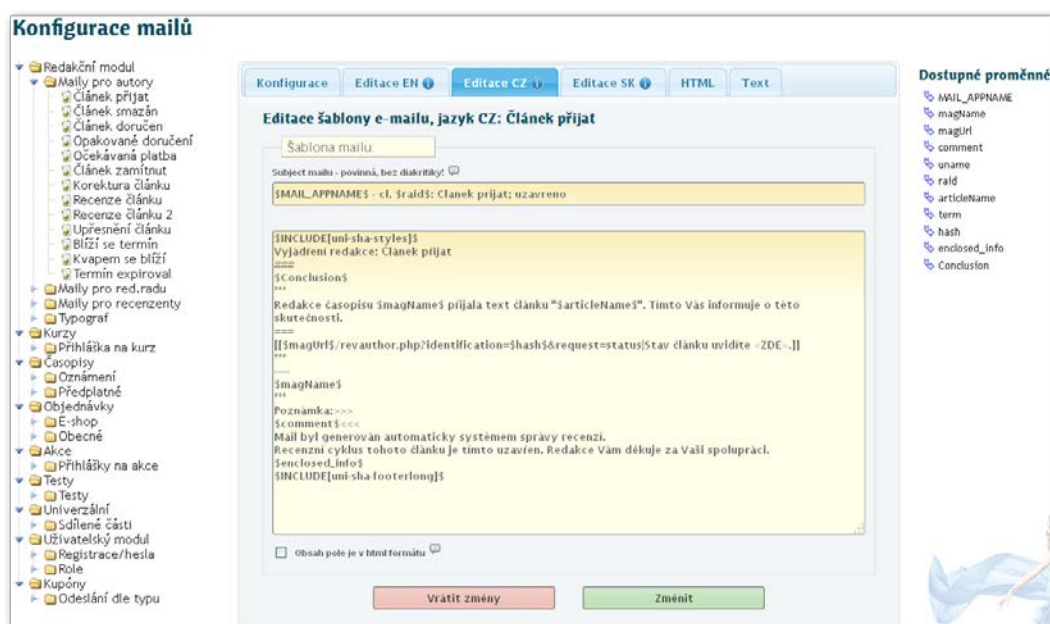 Konfigurace mailů
Redakční modul
Maily pro autory
Článek přijat
Článek smazán
Článek doručen
Opakované doručení
Očekávaná platba
Článek zamítnut
Korektura článku
Recenze článku
Recenze článku 2
Upřesnění článku
Blíží se termín
Kvapem se blíží
Termín expiroval
Maily pro red.radu
Maily pro recenzenty
Typograf
Kurzy
Přihláška na kurz
Časopisy
Oznámení
Předplatné
Objednávky
E-shop
Obecné
Akce
Přihlášky na akce
Testy
Testy
Univerzální
Sdílené části
Uživatelský modul
Registrace/hesla
Role
Kupóny
Odeslání dle typu
Konfigurace
Editace EN
Editace CZ
Editace SK
HTML
Text
Editace šablony e-mailu, jazyk CZ: Článek přijat
Šablona mailu:
Subject mailu - povinná, bez diakritiky!
$MAIL_APPNAME$ - cl. $raid$: Clanek prijat; uzavreno
$INCLUDE[uni-sha-styles]$
Vyjádření redakce: Článek přijat
===
$Conclusion$
"""
Redakce časopisu $magName$ přijala text článku "$articleName$". Tímto Vás informuje o této
skutečnosti.
===
[[$magUrl$/revauthor.php?identification=$hash$&request=status|Stav článku uvidíte -ZDE-.]]
"""
----
$magName$
"""
Poznámka:>>>
$comment$<<<
Mail byl generován automaticky systémem správy recenzí.
Recenzní cyklus tohoto článku je tímto uzavřen. Redakce Vám děkuje za Vaši spolupráci.
$enclosed_info$
$INCLUDE[uni-sha-footerlong]$
Obsah pole je v html formátu
Vrátit změny
Změnit
Dostupné proměnné
MAIL_APPNAME
magName
magUrl
comment
uname
raid
articleName
term
hash
enclosed_info
Conclusion